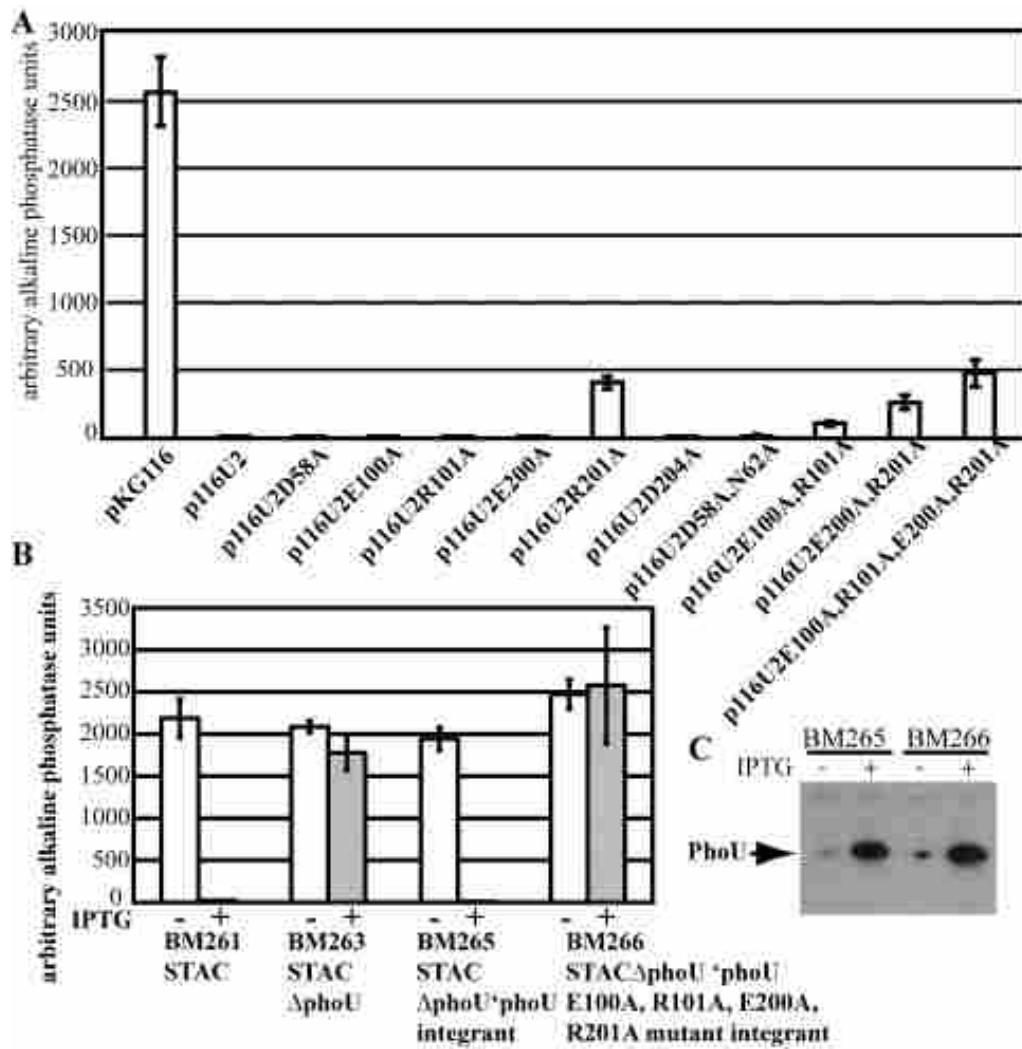 A
3000
2500
2000
1500
1000
500
0
arbitrary alkaline phosphatase units
pKG116
p116U2
p116U2D58A
p116U2E100A
p116U2R101A
p116U2E200A
p116U2R201A
p116U2D204A
p116U2D58A,N62A
p116U2E100A,R101A
p116U2E200A,R201A
p116U2E100A,R101A,E200A,R201A
B
3500
3000
2500
2000
1500
1000
500
0
arbitrary alkaline phosphatase units
IPTG - + - + - + - +
BM261 BM263 BM265 BM266
STAC STAC STAC STACΔphoU 'phoU
ΔphoU ΔphoU'phoU E100A, R101A, E200A,
integrant R201A mutant integrant
C
BM265 BM266
IPTG - + - +
PhoU